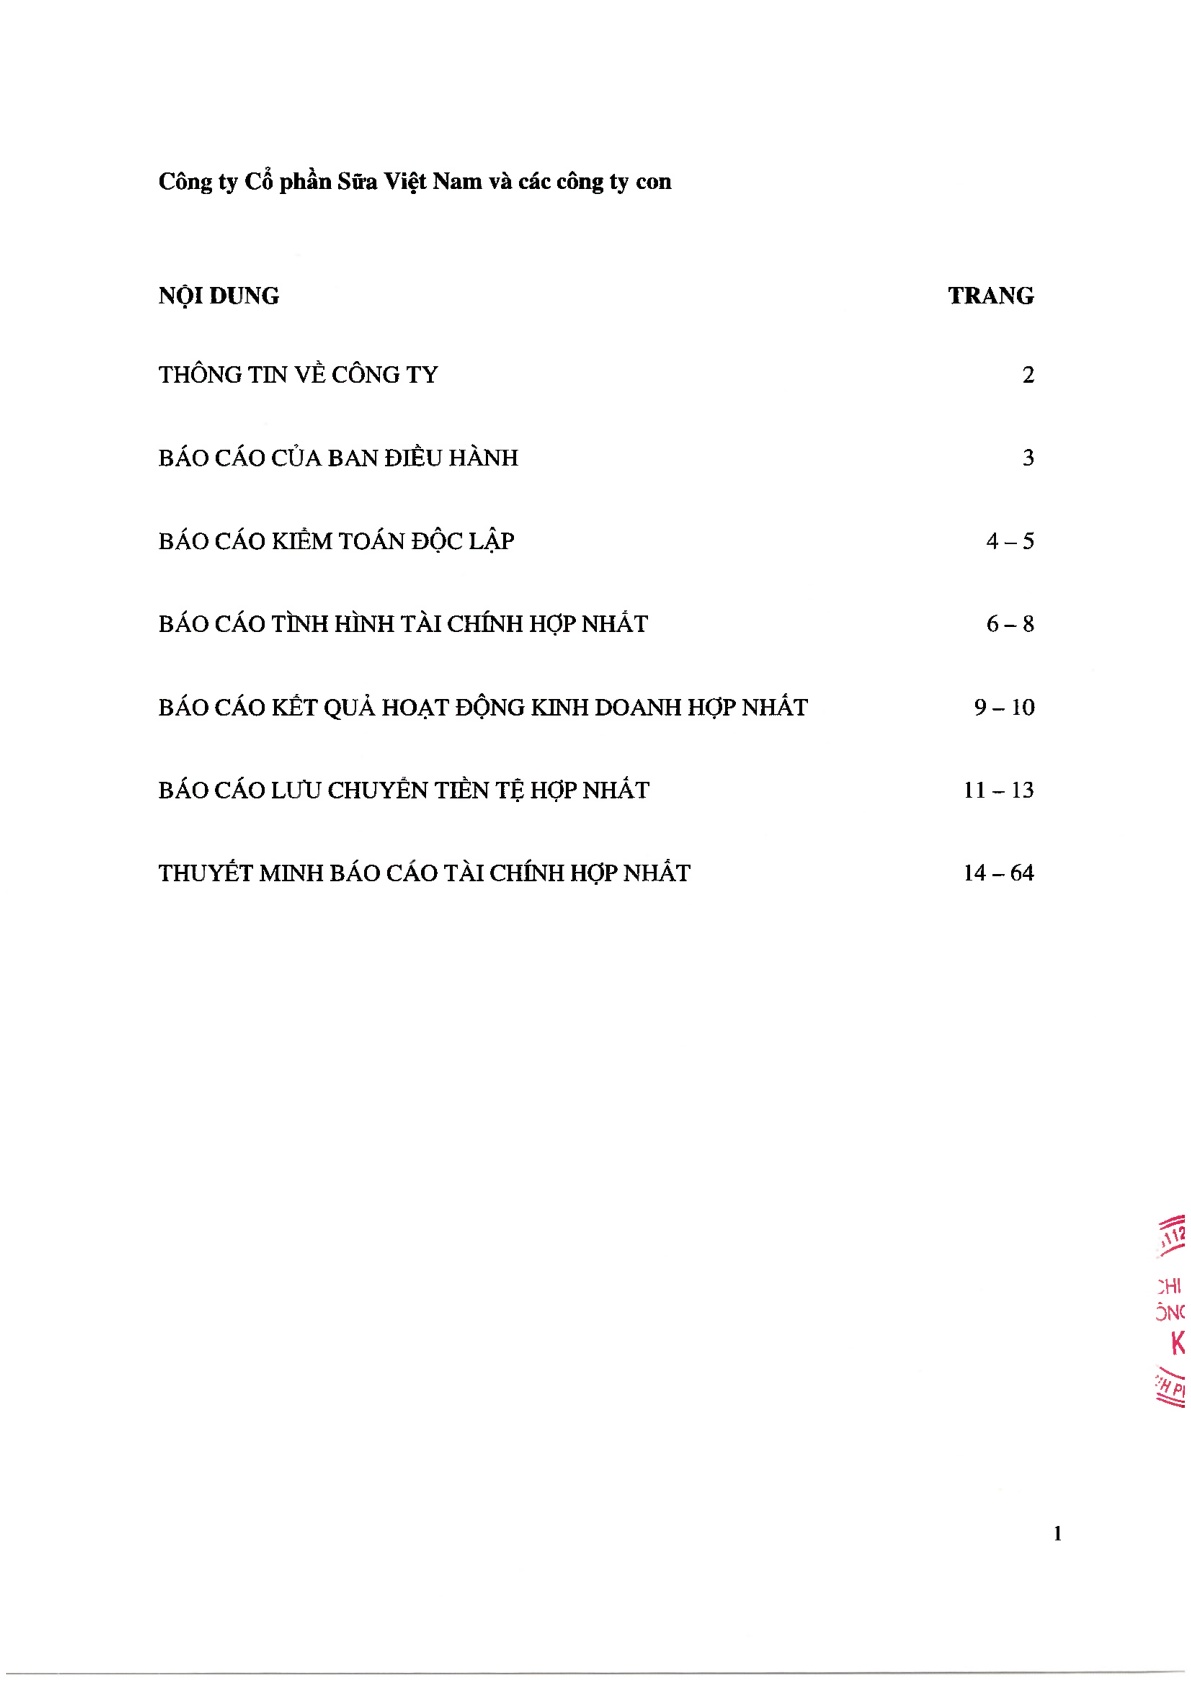 Công ty Cổ phần Sữa Việt Nam và các công ty con
NỘI DUNG TRANG
THÔNG TIN VỀ CÔNG TY 2
BÁO CÁO CỦA BAN ĐIỀU HÀNH 3
BÁO CÁO KIỂM TOÁN ĐỘC LẬP 4 – 5
BÁO CÁO TÌNH HÌNH TÀI CHÍNH HỢP NHẤT 6 – 8
BÁO CÁO KẾT QUẢ HOẠT ĐỘNG KINH DOANH HỢP NHẤT 9 – 10
BÁO CÁO LƯU CHUYỂN TIỀN TỆ HỢP NHẤT 11 – 13
THUYẾT MINH BÁO CÁO TÀI CHÍNH HỢP NHẤT 14 – 64
112
CHI
K
1